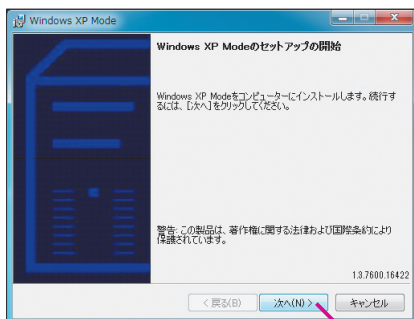 Windows XP Mode
Windows XP Modeのセットアップの開始
Windows XP Modeをコンピューターにインストールします。続行す
るには、[次へ]をクリックしてください。
警告: この製品は、著作権に関する法律および国際条約により
保護されています。
1.3.7600.16422
< 戻る(B)
次へ(N) >
キャンセル